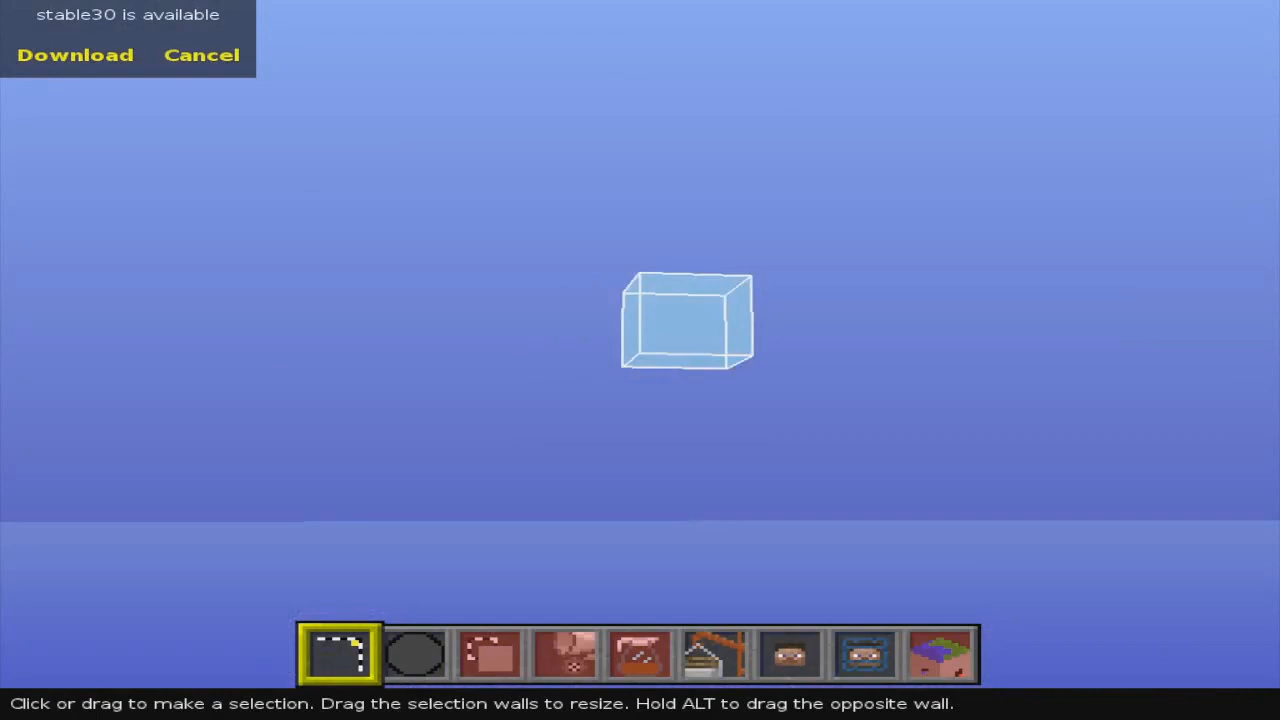 stable30 is available
Download Cancel
Click or drag to make a selection. Drag the selection walls to resize. Hold ALT to drag the opposite wall.